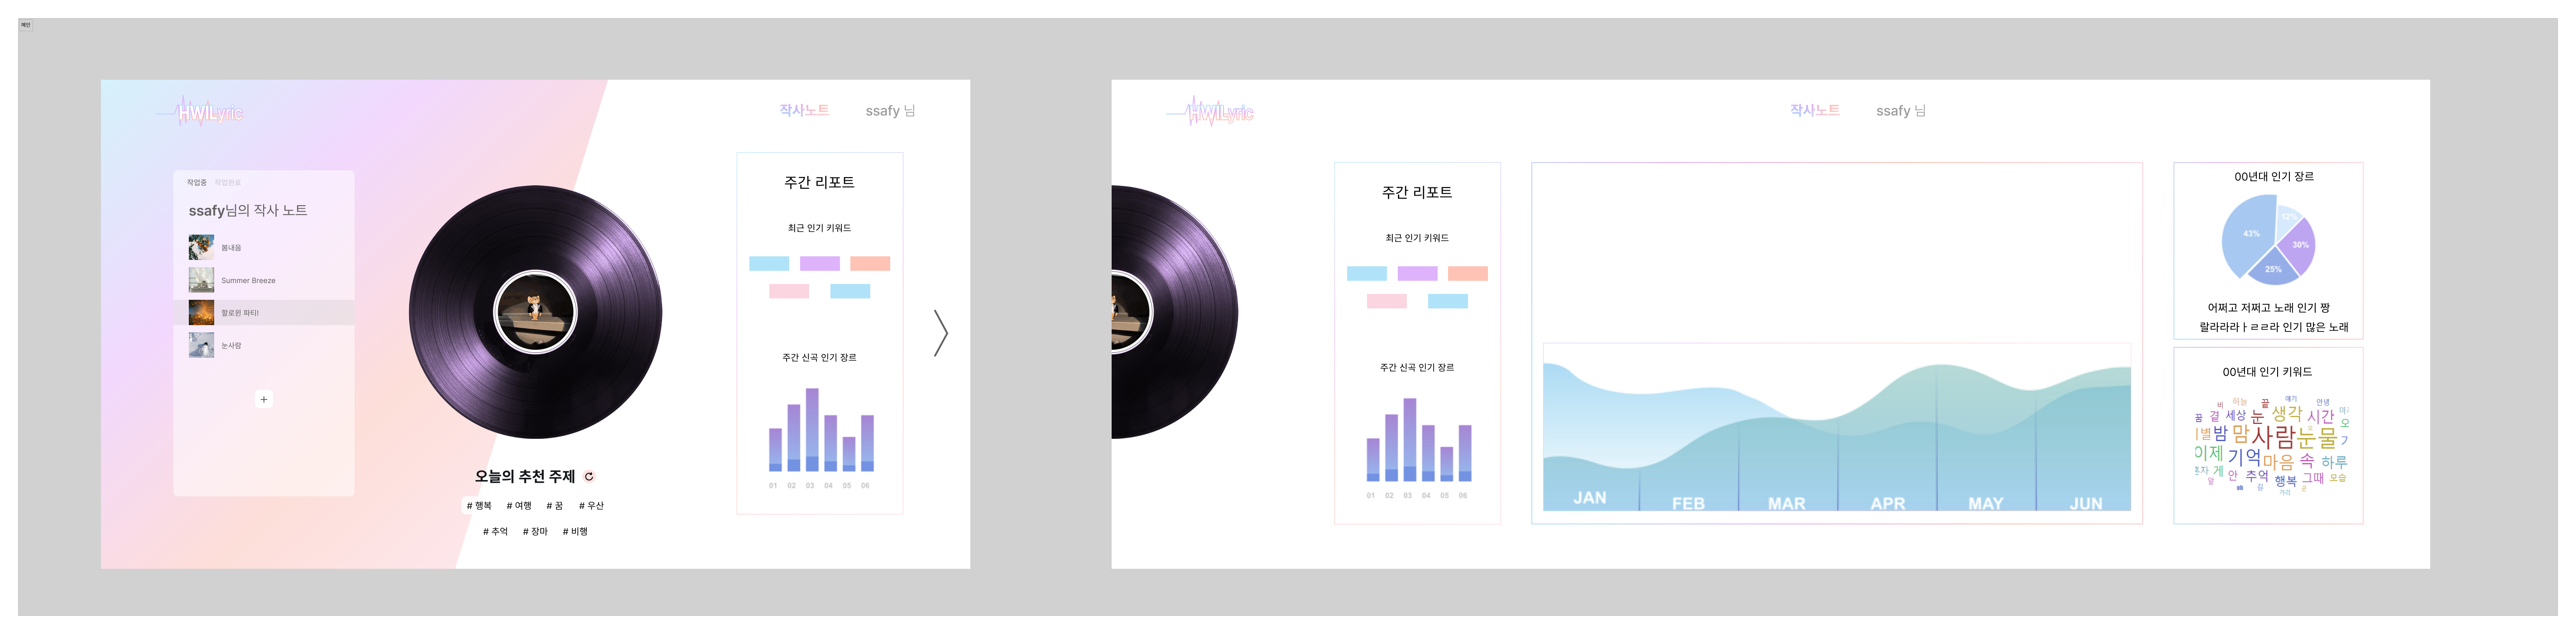 메인
HWILyric
작사노트
ssafy 님
작업중 작업완료
ssafy님의 작사 노트
봄내음
Summer Breeze
할로윈 파티!
눈사람
+
오늘의 추천 주제
# 행복 # 여행 # 꿈 # 우산
# 추억 # 장마 # 비행
주간 리포트
최근 인기 키워드
주간 신곡 인기 장르
01 02 03 04 05 06
HWILyric
작사노트
ssafy 님
주간 리포트
최근 인기 키워드
주간 신곡 인기 장르
01 02 03 04 05 06
JAN FEB MAR APR MAY JUN
00년대 인기 장르
12%
43%
30%
25%
어쩌고 저쩌고 노래 인기 짱
랄라라라ㅏㄹㄹ라 인기 많은 노래
00년대 인기 키워드
비 하늘 끝 얘기 안녕
꿈 곁 세상 눈 생각 시간
별 밤 맘 사람 눈물
이제 기억 마음 속 하루
게 안 추억 행복 그때 모습
말 길 거리